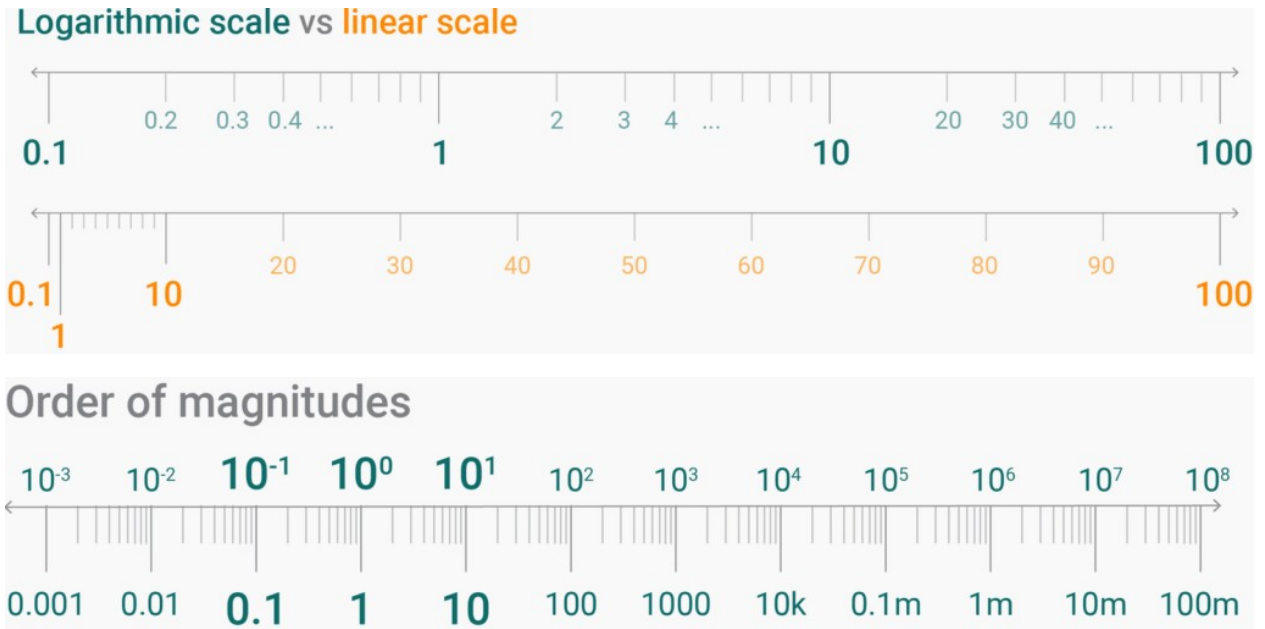 Logarithmic scale vs linear scale
0.2 0.3 0.4 ... 2 3 4 ... 20 30 40 ...
0.1 1 10 100
20 30 40 50 60 70 80 90
0.1 10 100
1
Order of magnitudes
10⁻³ 10⁻² 10⁻¹ 10⁰ 10¹ 10² 10³ 10⁴ 10⁵ 10⁶ 10⁷ 10⁸
0.001 0.01 0.1 1 10 100 1000 10k 0.1m 1m 10m 100m